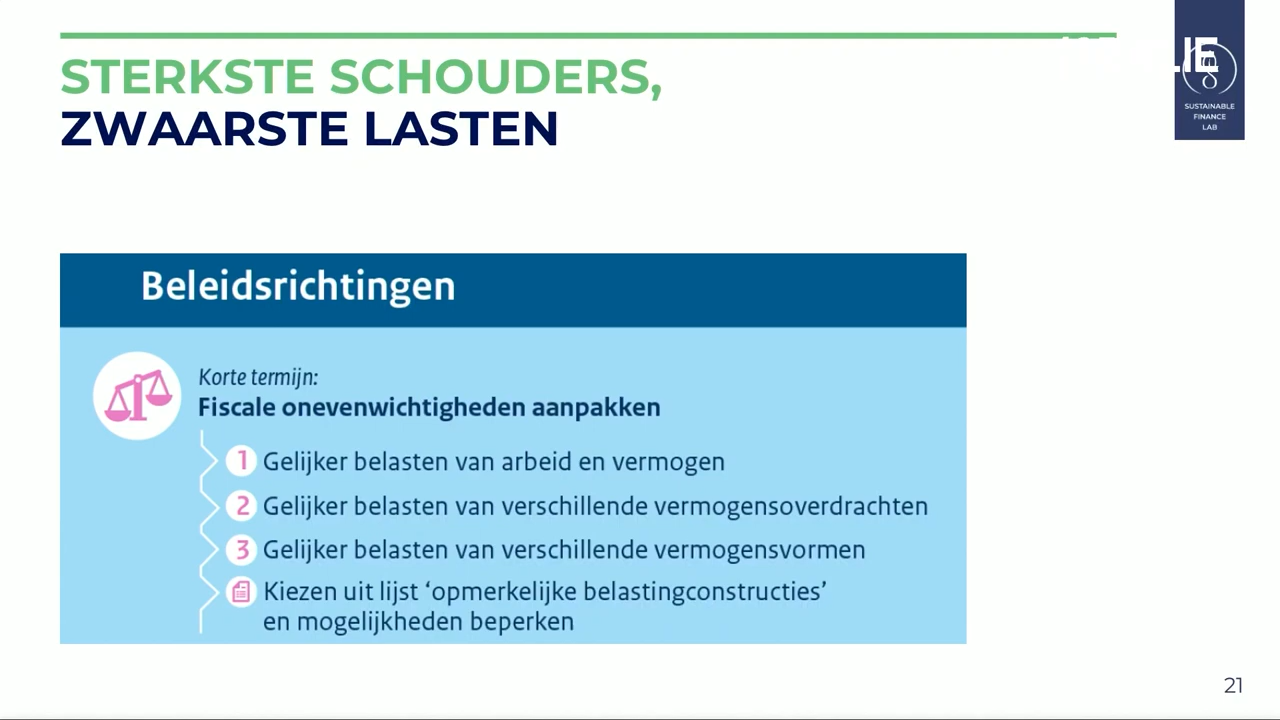 STERKSTE SCHOUDERS,
ZWAARSTE LASTEN
SUSTAINABLE
FINANCE
LAB
Beleidsrichtingen
Korte termijn:
Fiscale onevenwichtigheden aanpakken
1 Gelijker belasten van arbeid en vermogen
2 Gelijker belasten van verschillende vermogensoverdrachten
3 Gelijker belasten van verschillende vermogensvormen
Kiezen uit lijst ‘opmerkelijke belastingconstructies’
en mogelijkheden beperken
21